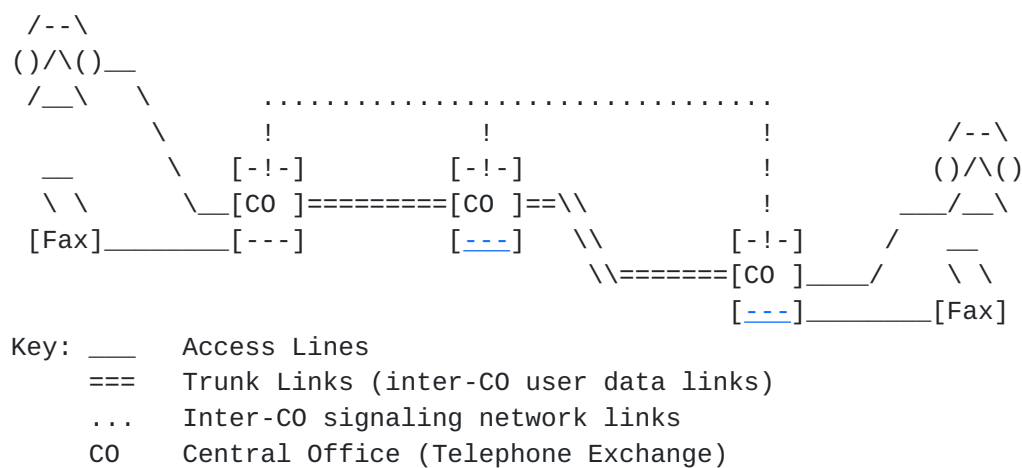 /--\
 ()/\()__
  /__\   \       ..................................
          \      !              !                  !            /--\
   __      \   [-!-]          [-!-]                !           ()/\()
   \ \      \__[CO ]=========[CO ]==\\             !         ___/__\
  [Fax]________[---]          [---]   \\         [-!-]     /   __
                                       \\=======[CO ]____/    \ \
                                                 [---]________[Fax]
 Key: ___   Access Lines
      ===   Trunk Links (inter-CO user data links)
      ...   Inter-CO signaling network links
      CO    Central Office (Telephone Exchange)